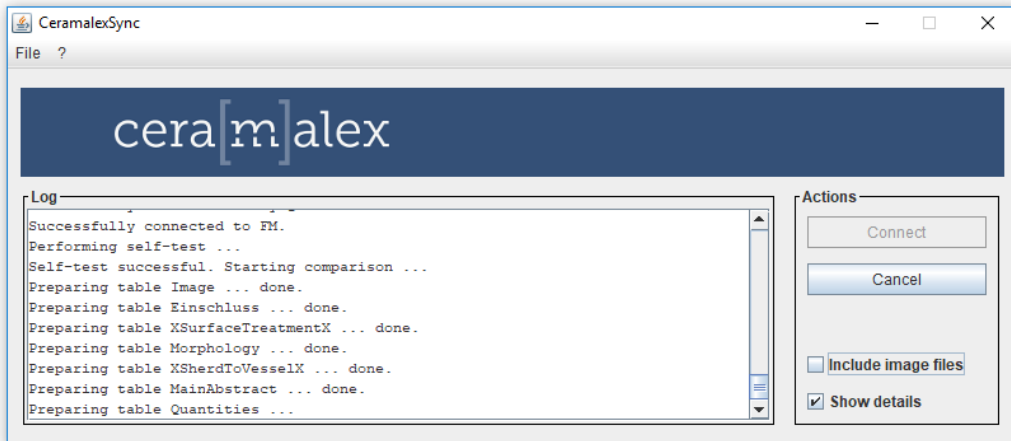 CeramalexSync
File ?
cera[m]alex
Log
Successfully connected to FM.
Performing self-test ...
Self-test successful. Starting comparison ...
Preparing table Image ... done.
Preparing table Einschluss ... done.
Preparing table XSurfaceTreatmentX ... done.
Preparing table Morphology ... done.
Preparing table XSherdToVesselX ... done.
Preparing table MainAbstract ... done.
Preparing table Quantities ...
Actions
Connect
Cancel
Include image files
Show details